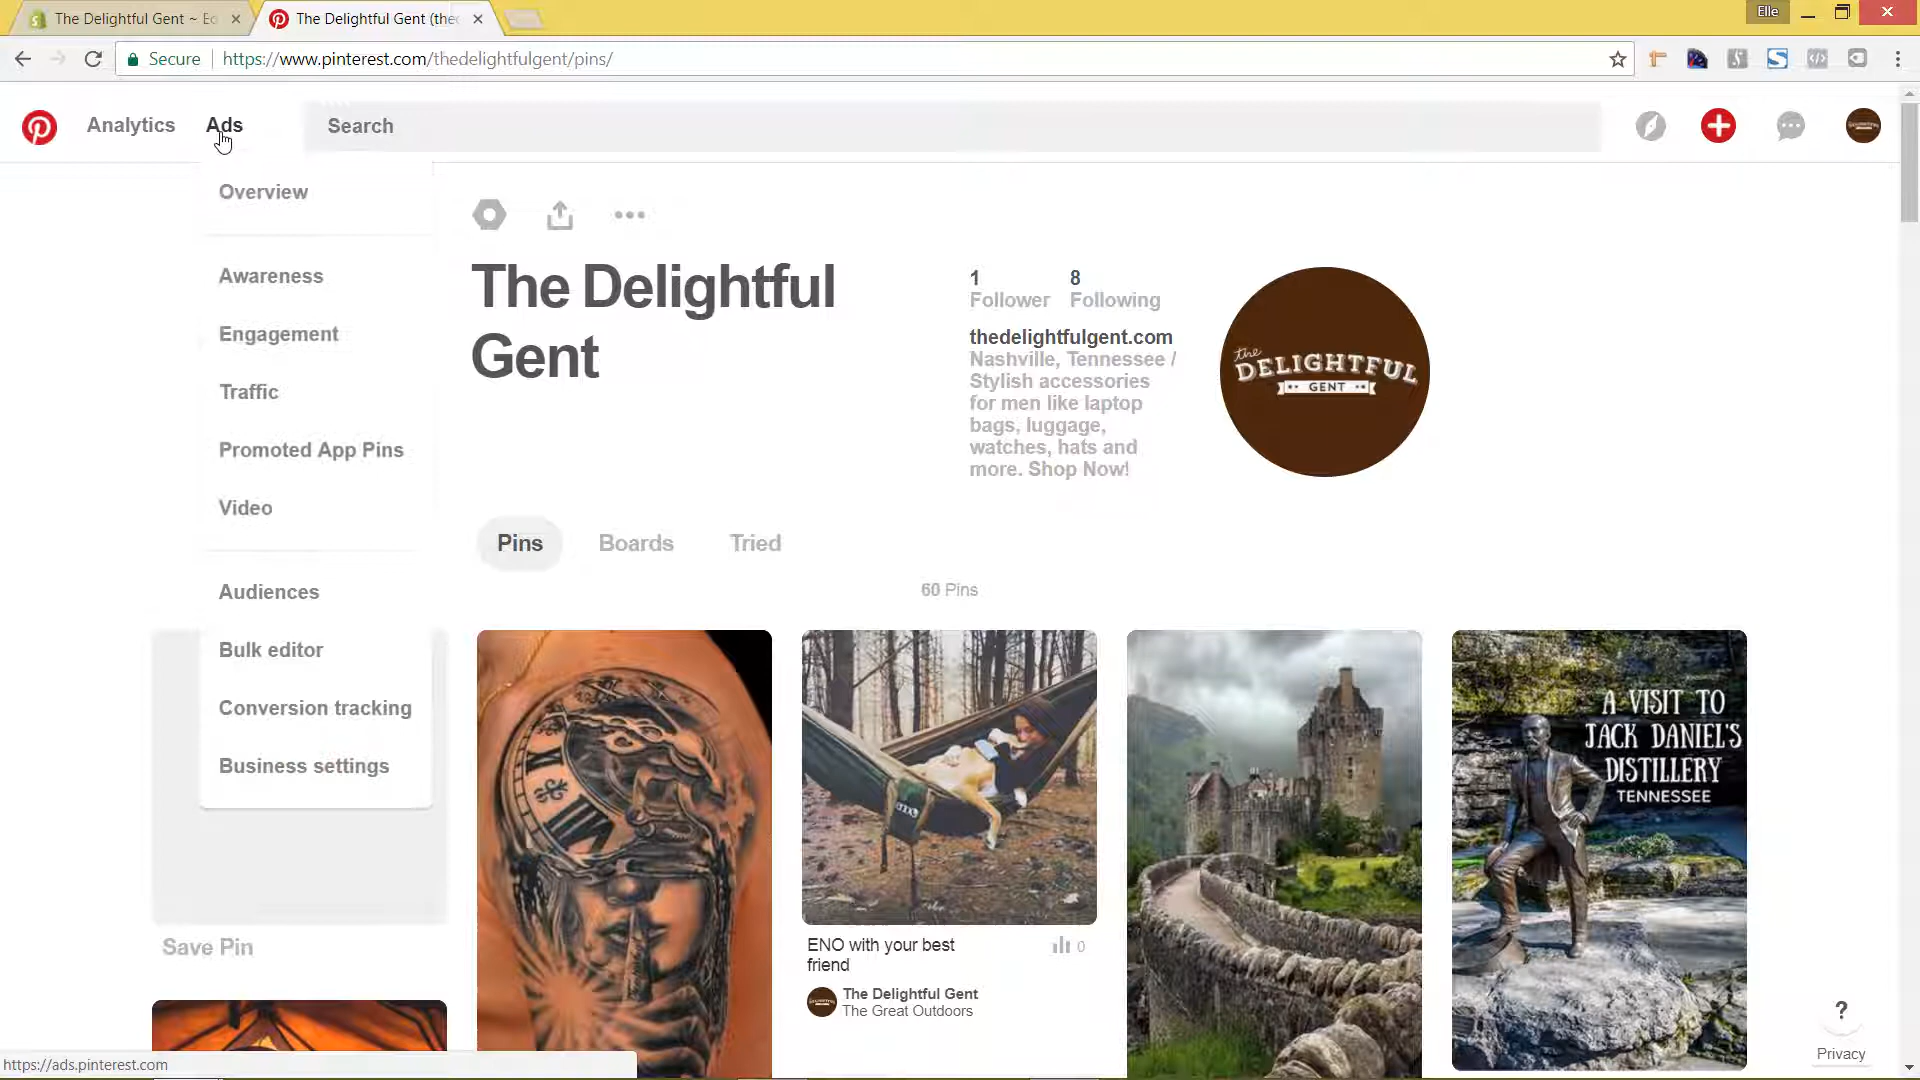 The Delightful Gent ~ Ec
The Delightful Gent (the
Elle
Secure
https://www.pinterest.com/thedelightfulgent/pins/
Analytics
Ads
Search
Overview
Awareness
Engagement
Traffic
Promoted App Pins
Video
Audiences
Bulk editor
Conversion tracking
Business settings
The Delightful
Gent
1
Follower
8
Following
thedelightfulgent.com
Nashville, Tennessee /
Stylish accessories
for men like laptop
bags, luggage,
watches, hats and
more. Shop Now!
the
DELIGHTFUL
GENT
Pins
Boards
Tried
60 Pins
Save Pin
ENO with your best
friend
0
The Delightful Gent
The Great Outdoors
A VISIT TO
JACK DANIEL'S
DISTILLERY
TENNESSEE
?
Privacy
https://ads.pinterest.com